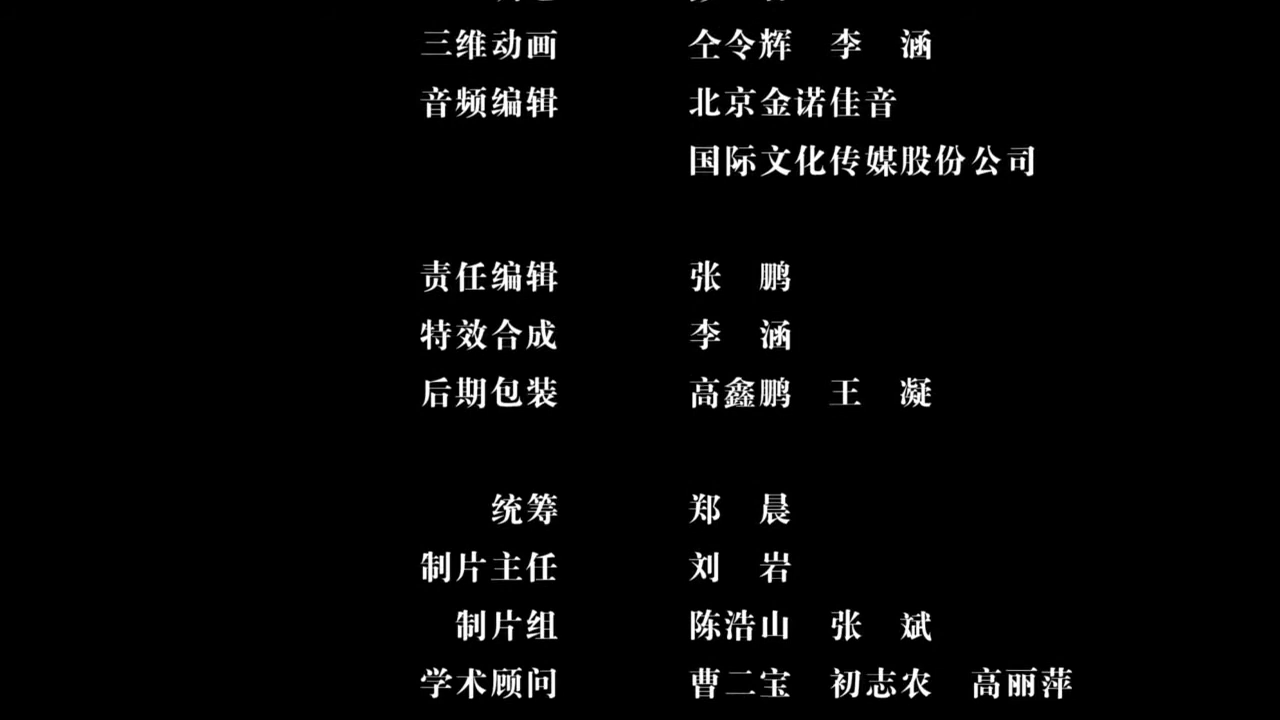 三维动画 仝令辉 李 涵
音频编辑 北京金诺佳音
国际文化传媒股份公司
责任编辑 张 鹏
特效合成 李 涵
后期包装 高鑫鹏 王 凝
统筹 郑 晨
制片主任 刘 岩
制片组 陈浩山 张 斌
学术顾问 曹二宝 初志农 高丽萍